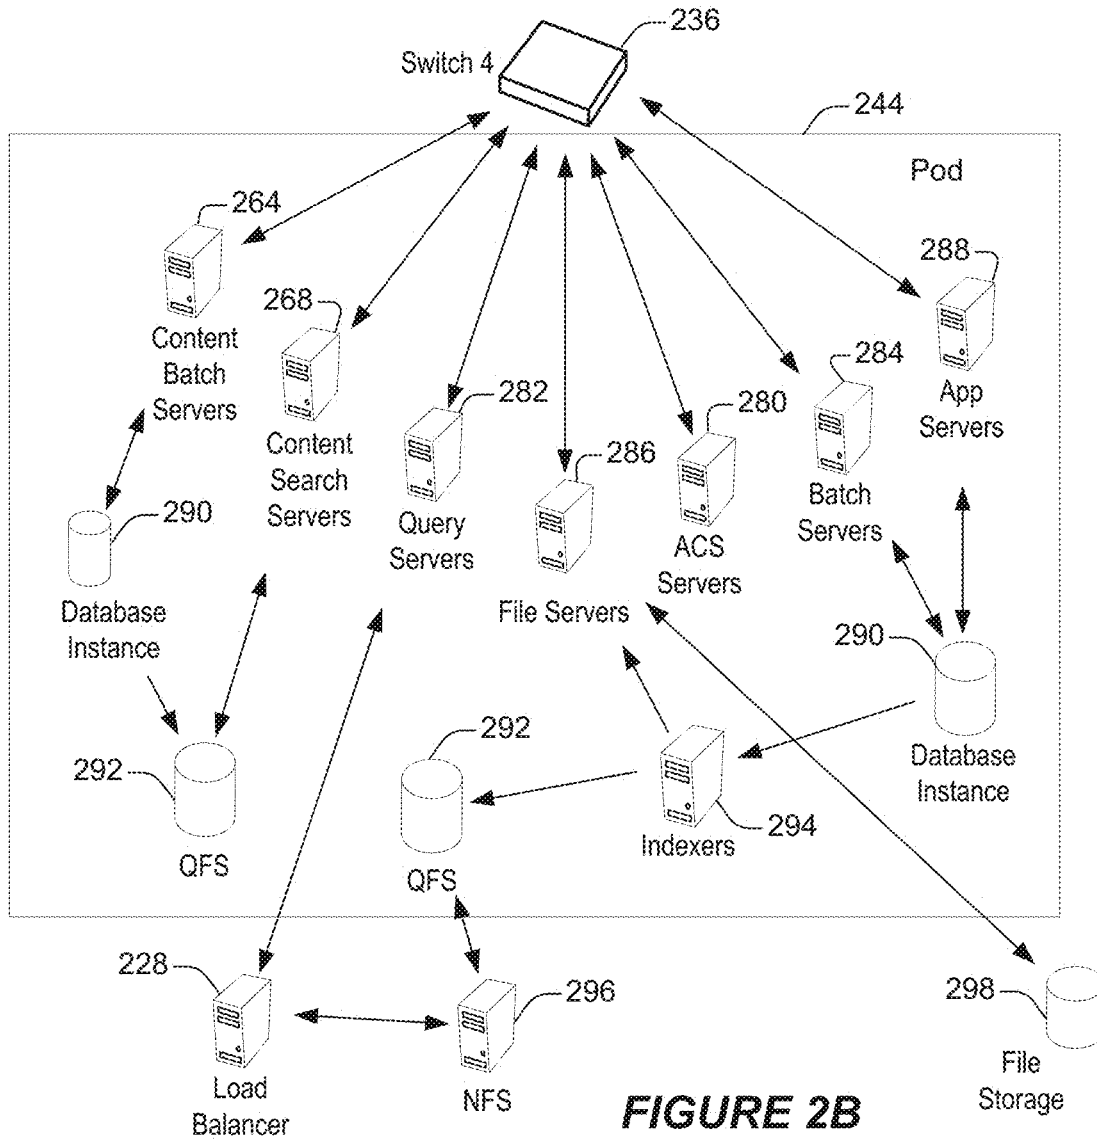 236
Switch 4
244
Pod
264
288
268
Content
Batch
Servers
284
282
280
App
Servers
Content
Search
Servers
286
290
Query
Servers
ACS
Servers
Batch
Servers
Database
Instance
File Servers
290
292
292
Database
Instance
294
Indexers
QFS
QFS
228
296
298
Load
Balancer
NFS
File
Storage
FIGURE 2B